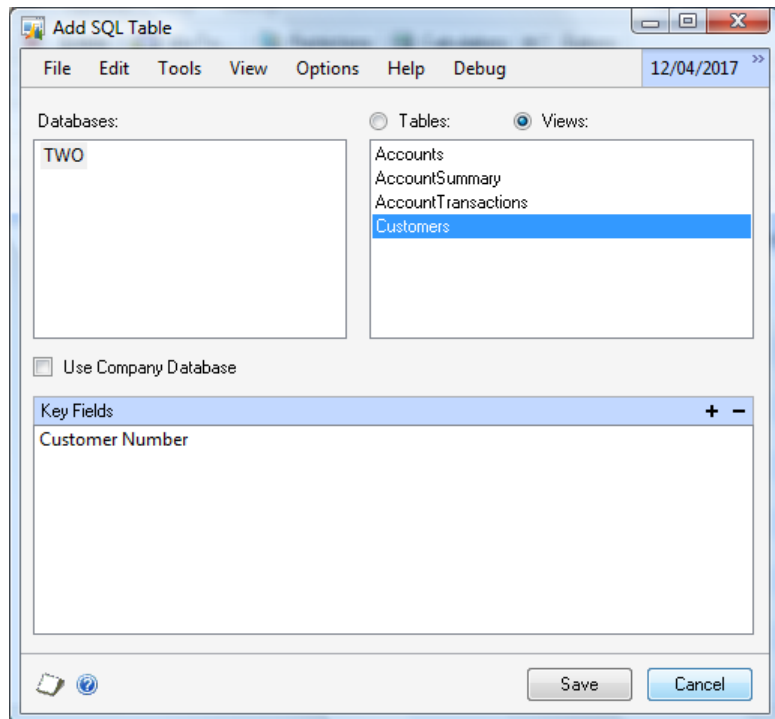 Add SQL Table
File Edit Tools View Options Help Debug 12/04/2017
Databases: Tables: Views:
TWO
Accounts
AccountSummary
AccountTransactions
Customers
Use Company Database
Key Fields
Customer Number
Save Cancel